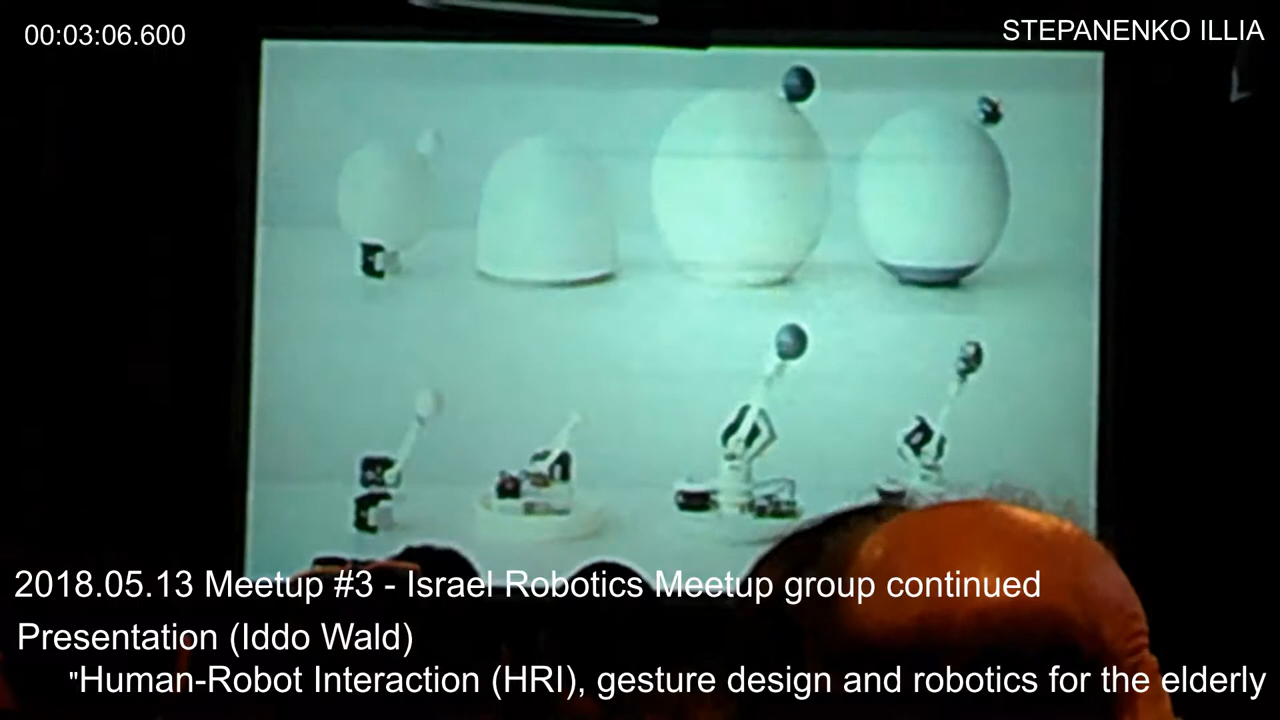 00:03:06.600
STEPANENKO ILLIA
2018.05.13 Meetup #3 - Israel Robotics Meetup group continued
Presentation (Iddo Wald)
"Human-Robot Interaction (HRI), gesture design and robotics for the elderly